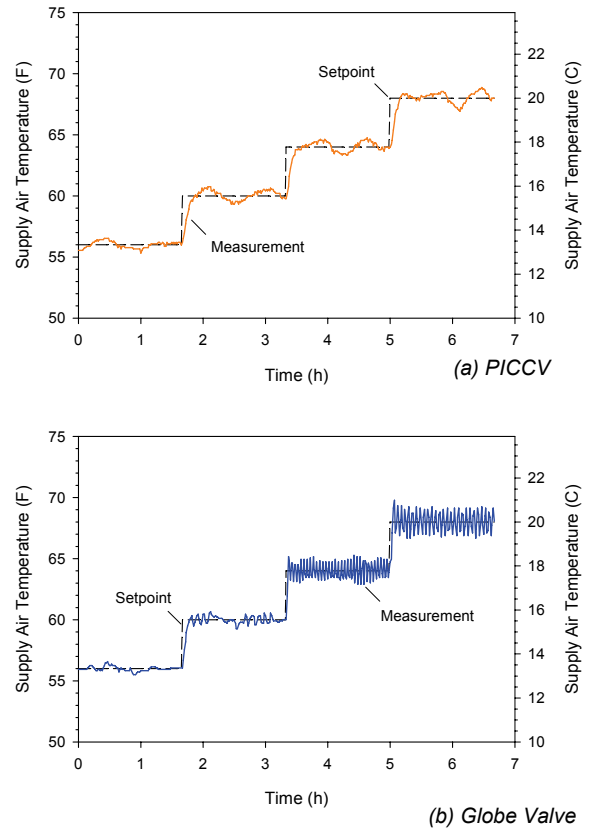 75
70
65
60
55
50
Supply Air Temperature (F)
Setpoint
Measurement
22
20
18
16
14
12
10
Supply Air Temperature (C)
0 1 2 3 4 5 6 7
Time (h)
(a) PICCV
75
70
65
60
55
50
Supply Air Temperature (F)
Setpoint
Measurement
22
20
18
16
14
12
10
Supply Air Temperature (C)
0 1 2 3 4 5 6 7
Time (h)
(b) Globe Valve